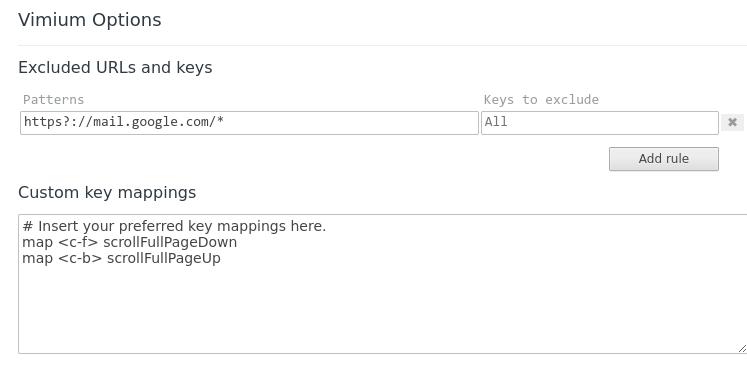 Vimium Options
Excluded URLs and keys
Patterns Keys to exclude
https?://mail.google.com/* All ✖
Add rule
Custom key mappings
# Insert your preferred key mappings here.
map <c-f> scrollFullPageDown
map <c-b> scrollFullPageUp